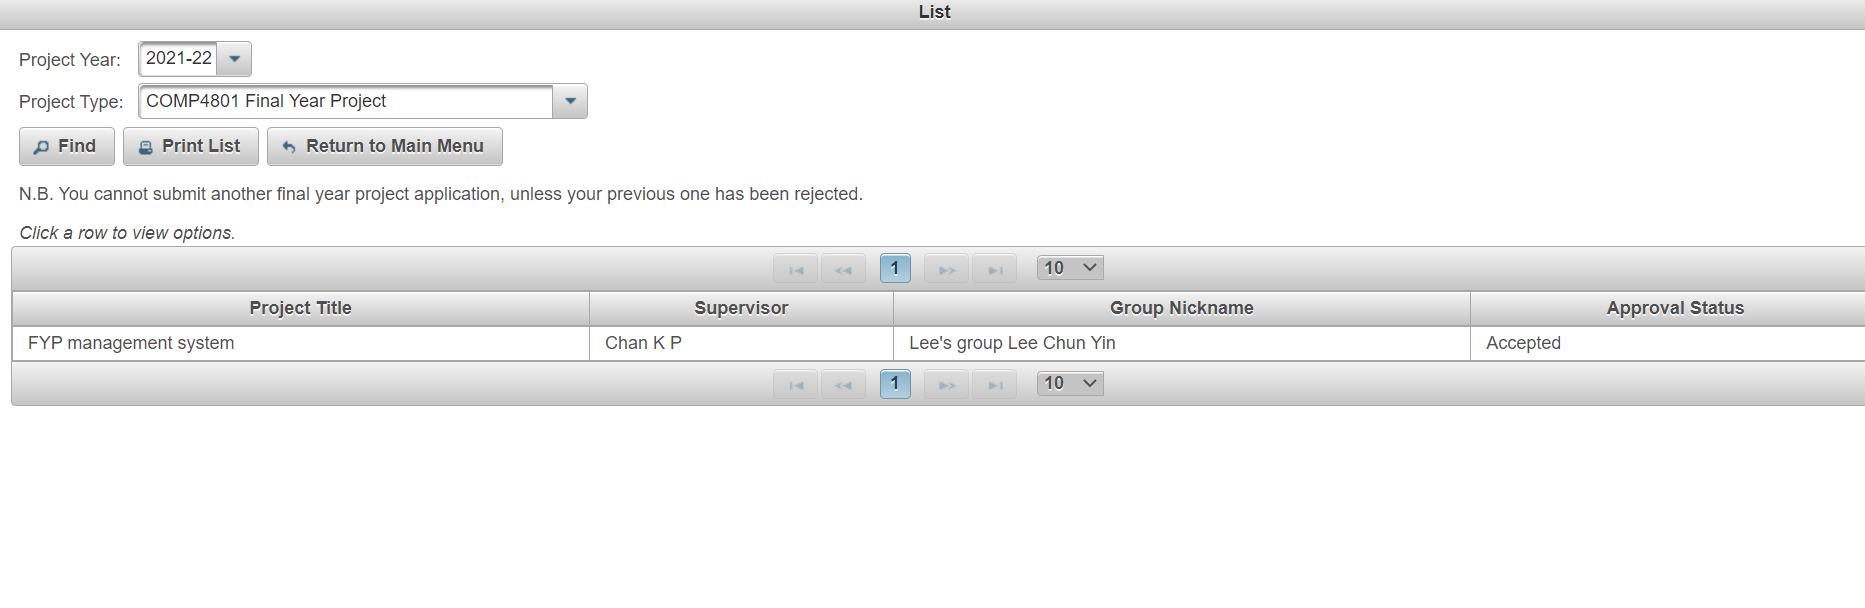 List
Project Year: 2021-22
Project Type: COMP4801 Final Year Project
Find Print List Return to Main Menu
N.B. You cannot submit another final year project application, unless your previous one has been rejected.
Click a row to view options.
1 10
Project Title Supervisor Group Nickname Approval Status
FYP management system Chan K P Lee's group Lee Chun Yin Accepted
1 10